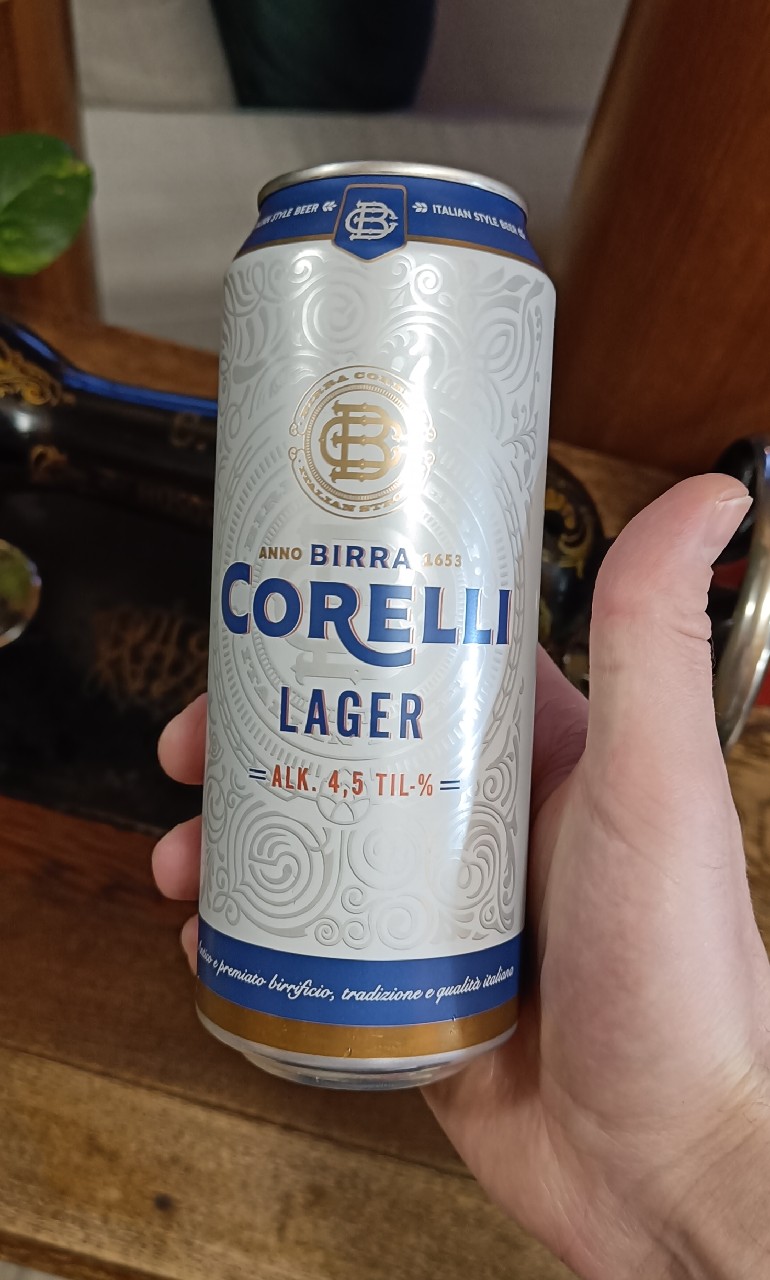 STYLE BEER
ITALIAN STYLE BEER
BIRRA
ANNO BIRRA 1653
CORELLI
LAGER
ALK. 4,5 TIL-%
e premiato birrificio, tradizione e qualità italiana